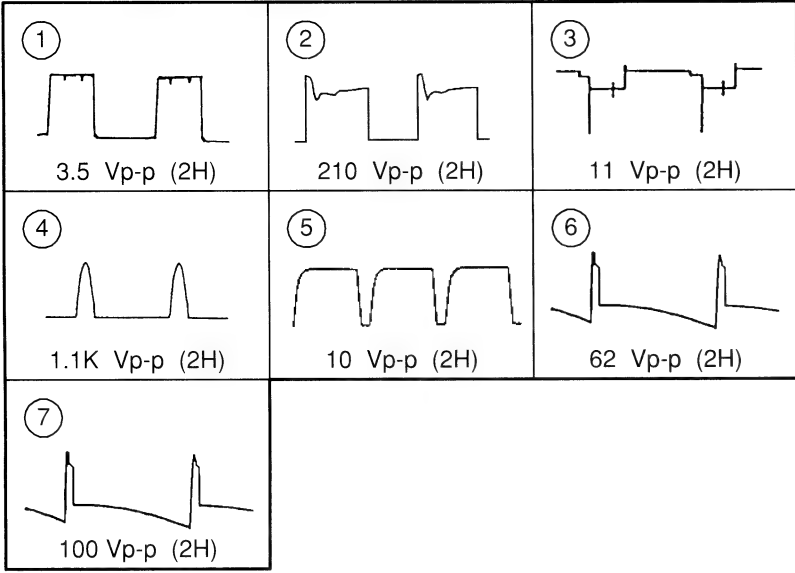 1
3.5 Vp-p (2H)
2
210 Vp-p (2H)
3
11 Vp-p (2H)
4
1.1K Vp-p (2H)
5
10 Vp-p (2H)
6
62 Vp-p (2H)
7
100 Vp-p (2H)